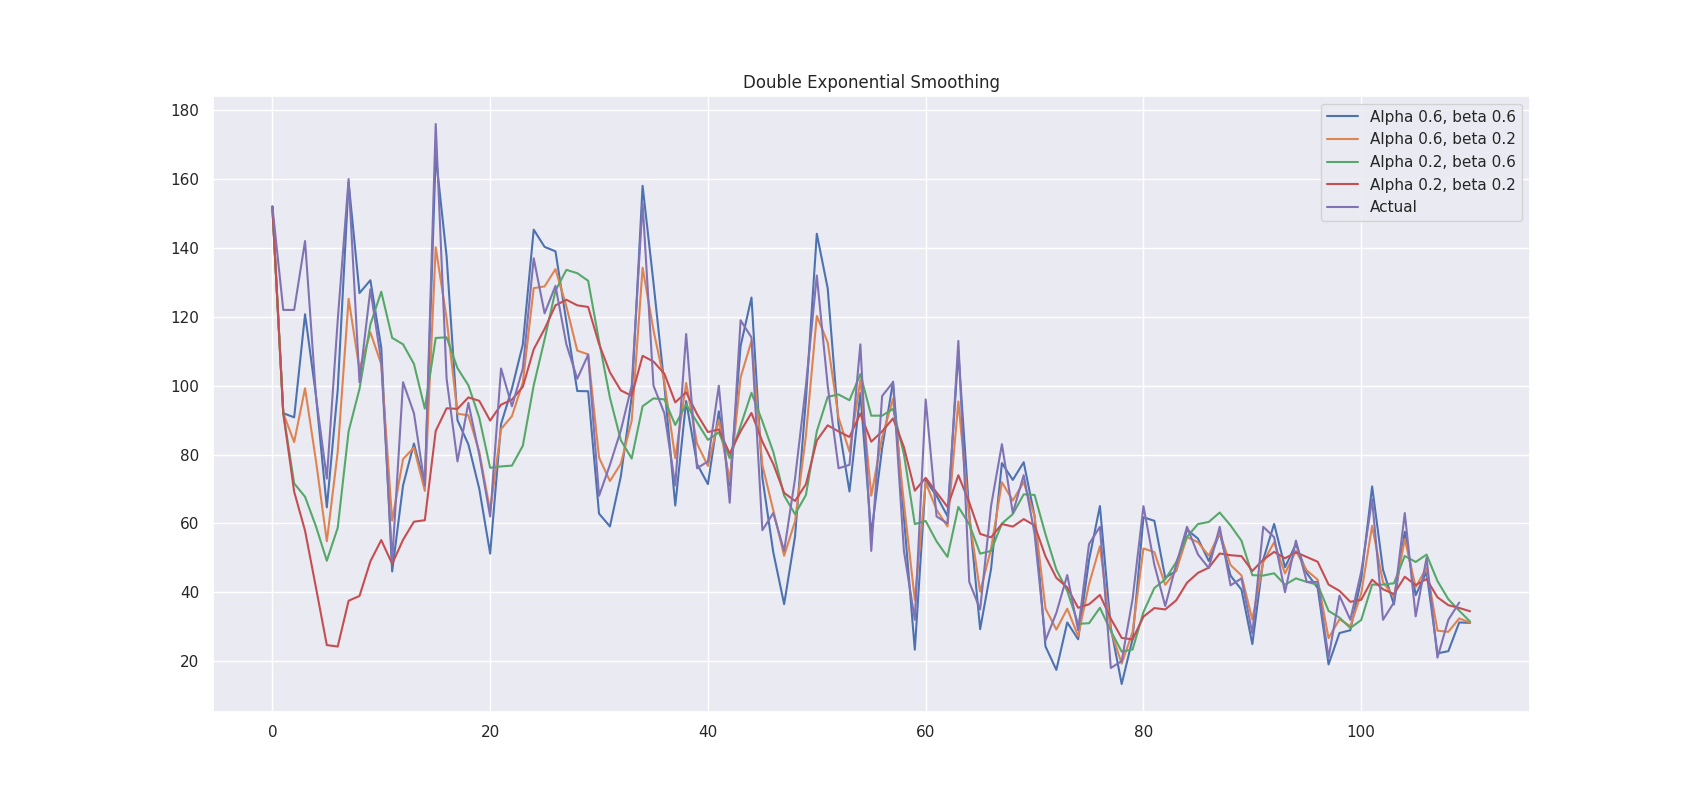 Double Exponential Smoothing
180
160
140
120
100
80
60
40
20
0
20
40
60
80
100
Alpha 0.6, beta 0.6
Alpha 0.6, beta 0.2
Alpha 0.2, beta 0.6
Alpha 0.2, beta 0.2
Actual